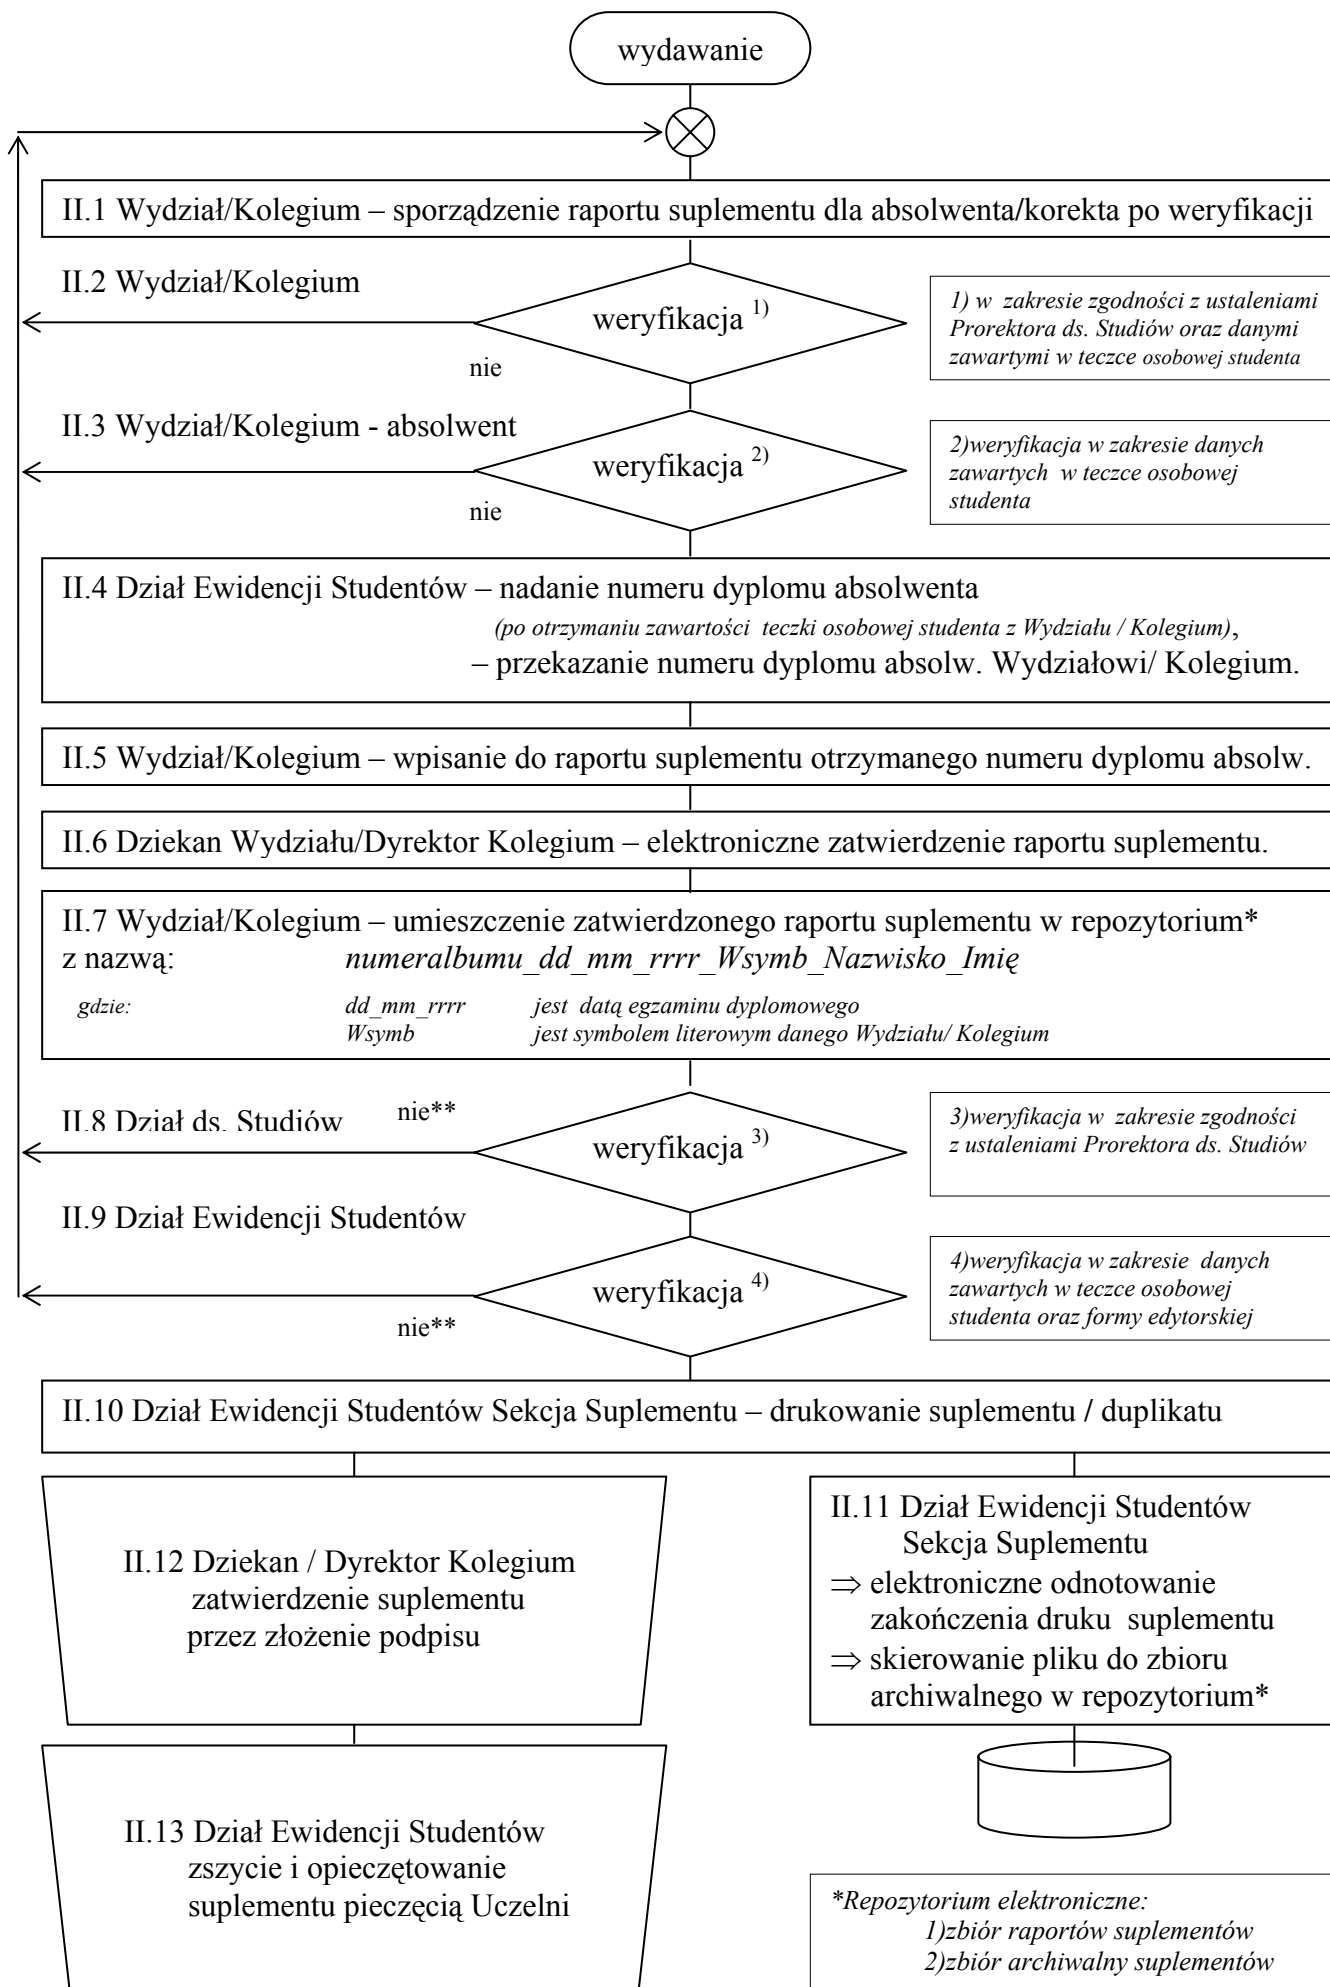 wydawanie
II.1 Wydział/Kolegium – sporządzenie raportu suplementu dla absolwenta/korekta po weryfikacji
II.2 Wydział/Kolegium
weryfikacja 1)
nie
1) w zakresie zgodności z ustaleniami
Prorektora ds. Studiów oraz danymi
zawartymi w teczce osobowej studenta
II.3 Wydział/Kolegium - absolwent
weryfikacja 2)
nie
2)weryfikacja w zakresie danych
zawartych w teczce osobowej
studenta
II.4 Dział Ewidencji Studentów – nadanie numeru dyplomu absolwenta
(po otrzymaniu zawartości teczki osobowej studenta z Wydziału / Kolegium),
– przekazanie numeru dyplomu absolw. Wydziałowi/ Kolegium.
II.5 Wydział/Kolegium – wpisanie do raportu suplementu otrzymanego numeru dyplomu absolw.
II.6 Dziekan Wydziału/Dyrektor Kolegium – elektroniczne zatwierdzenie raportu suplementu.
II.7 Wydział/Kolegium – umieszczenie zatwierdzonego raportu suplementu w repozytorium*
z nazwą: numeralbumu_dd_mm_rrrr_Wsymb_Nazwisko_Imię
gdzie: dd_mm_rrrr jest datą egzaminu dyplomowego
Wsymb jest symbolem literowym danego Wydziału/ Kolegium
II.8 Dział ds. Studiów
nie**
weryfikacja 3)
3)weryfikacja w zakresie zgodności
z ustaleniami Prorektora ds. Studiów
II.9 Dział Ewidencji Studentów
weryfikacja 4)
nie**
4)weryfikacja w zakresie danych
zawartych w teczce osobowej
studenta oraz formy edytorskiej
II.10 Dział Ewidencji Studentów Sekcja Suplementu – drukowanie suplementu / duplikatu
II.12 Dziekan / Dyrektor Kolegium
zatwierdzenie suplementu
przez złożenie podpisu
II.11 Dział Ewidencji Studentów
Sekcja Suplementu
⇒ elektroniczne odnotowanie
zakończenia druku suplementu
⇒ skierowanie pliku do zbioru
archiwalnego w repozytorium*
II.13 Dział Ewidencji Studentów
zszycie i opieczętowanie
suplementu pieczęcią Uczelni
*Repozytorium elektroniczne:
1)zbiór raportów suplementów
2)zbiór archiwalny suplementów